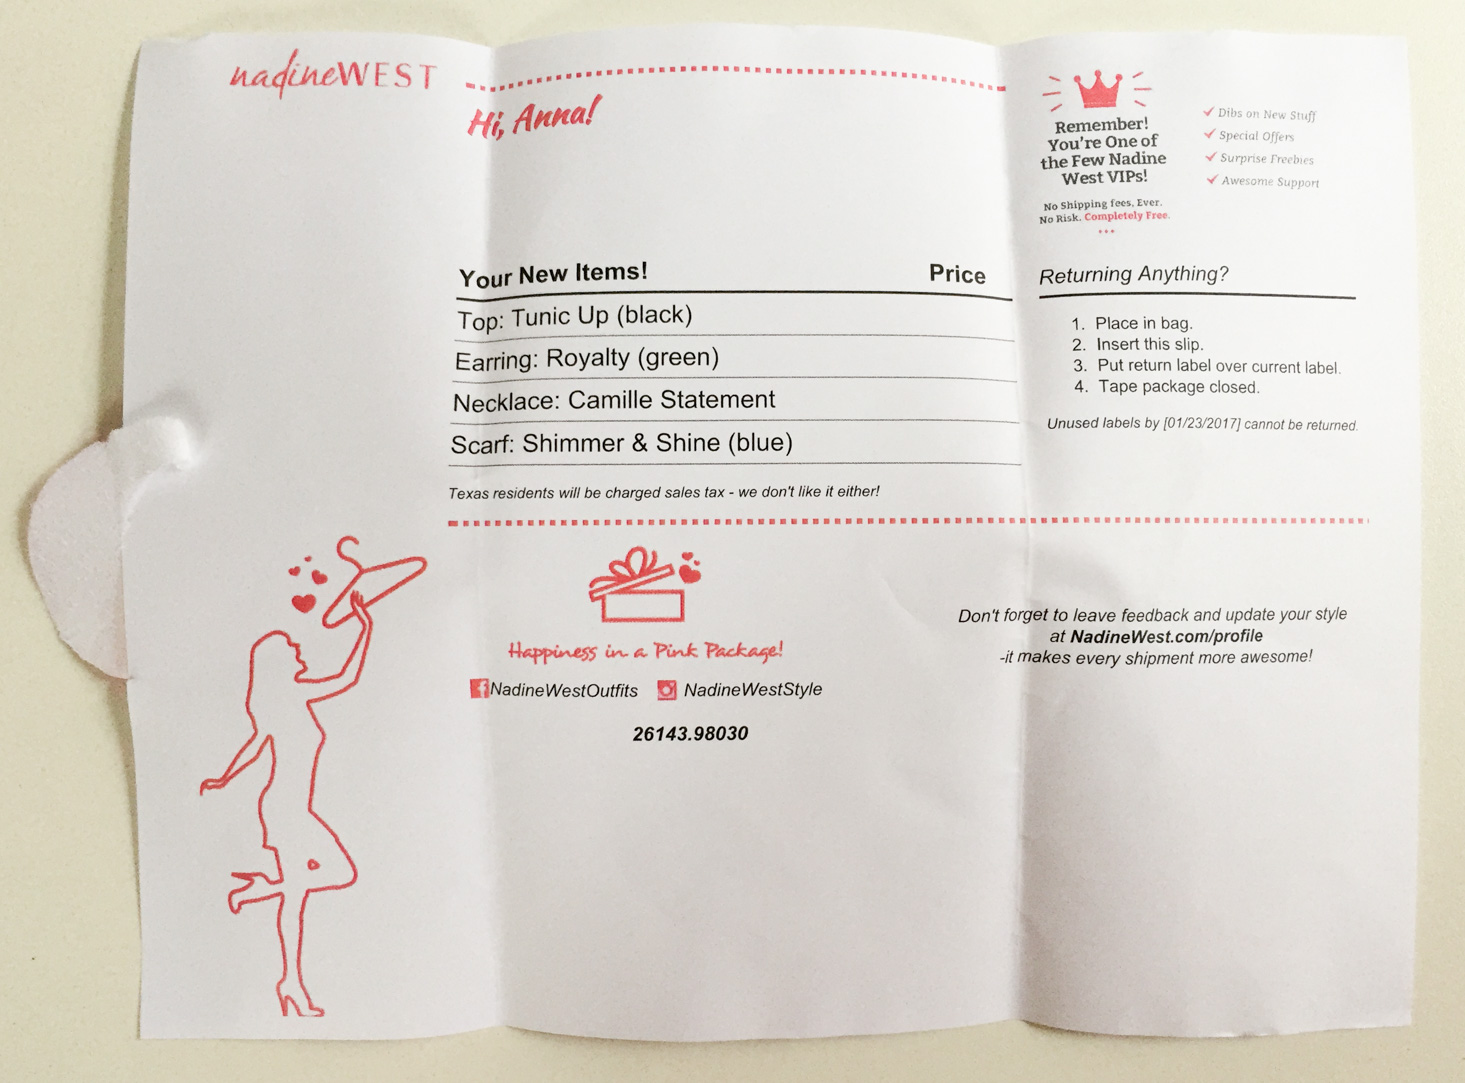 nadineWEST
Hi, Anna!
Remember!
You're One of
the Few Nadine
West VIPs!
No Shipping fees, Ever.
No Risk. Completely Free.
Dibs on New Stuff
Special Offers
Surprise Freebies
Awesome Support
Your New Items! Price
Top: Tunic Up (black)
Earring: Royalty (green)
Necklace: Camille Statement
Scarf: Shimmer & Shine (blue)
Texas residents will be charged sales tax - we don't like it either!
Returning Anything?
1. Place in bag.
2. Insert this slip.
3. Put return label over current label.
4. Tape package closed.
Unused labels by [01/23/2017] cannot be returned.
Happiness in a Pink Package!
NadineWestOutfits NadineWestStyle
26143.98030
Don't forget to leave feedback and update your style
at NadineWest.com/profile
-it makes every shipment more awesome!